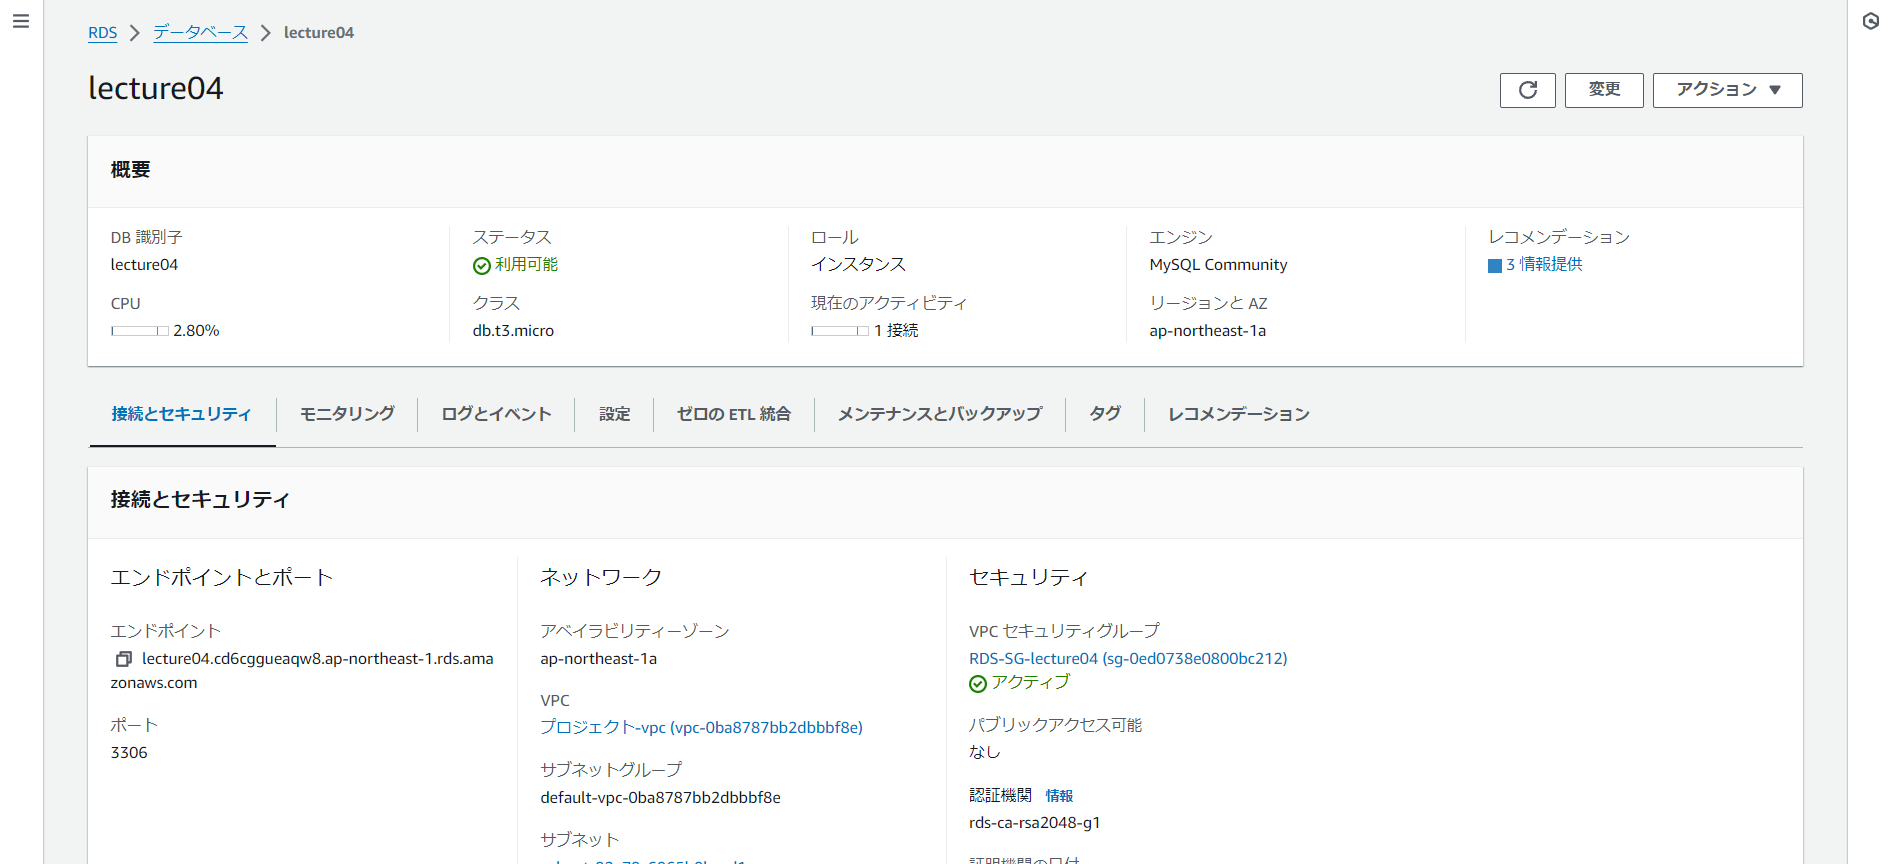 RDS > データベース > lecture04
lecture04
変更
アクション ▼
概要
DB 識別子
lecture04
ステータス
利用可能
ロール
インスタンス
エンジン
MySQL Community
レコメンデーション
3 情報提供
CPU
2.80%
クラス
db.t3.micro
現在のアクティビティ
1 接続
リージョンと AZ
ap-northeast-1a
接続とセキュリティ
モニタリング
ログとイベント
設定
ゼロの ETL 統合
メンテナンスとバックアップ
タグ
レコメンデーション
接続とセキュリティ
エンドポイントとポート
エンドポイント
lecture04.cd6cggueaqw8.ap-northeast-1.rds.ama
zonaws.com
ポート
3306
ネットワーク
アベイラビリティーゾーン
ap-northeast-1a
VPC
プロジェクト-vpc (vpc-0ba8787bb2dbbbf8e)
サブネットグループ
default-vpc-0ba8787bb2dbbbf8e
サブネット
セキュリティ
VPC セキュリティグループ
RDS-SG-lecture04 (sg-0ed0738e0800bc212)
アクティブ
パブリックアクセス可能
なし
認証機関 情報
rds-ca-rsa2048-g1